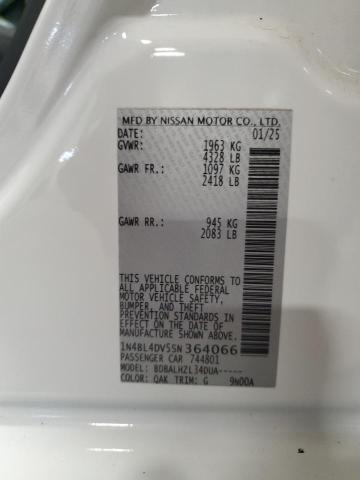 MFD BY NISSAN MOTOR CO., LTD.
DATE: 01/25
GVWR: 1963 KG
4328 LB
GAWR FR.: 1097 KG
2418 LB
GAWR RR.: 945 KG
2083 LB
THIS VEHICLE CONFORMS TO
ALL APPLICABLE FEDERAL
MOTOR VEHICLE SAFETY,
BUMPER, AND THEFT
PREVENTION STANDARDS IN
EFFECT ON THE DATE OF
MANUFACTURE SHOWN ABOVE.
1N4BL4DV5SN364066
PASSENGER CAR 744801
MODEL: BDBALHZL34DUA-----
COLOR: QAK TRIM: G 9N00A